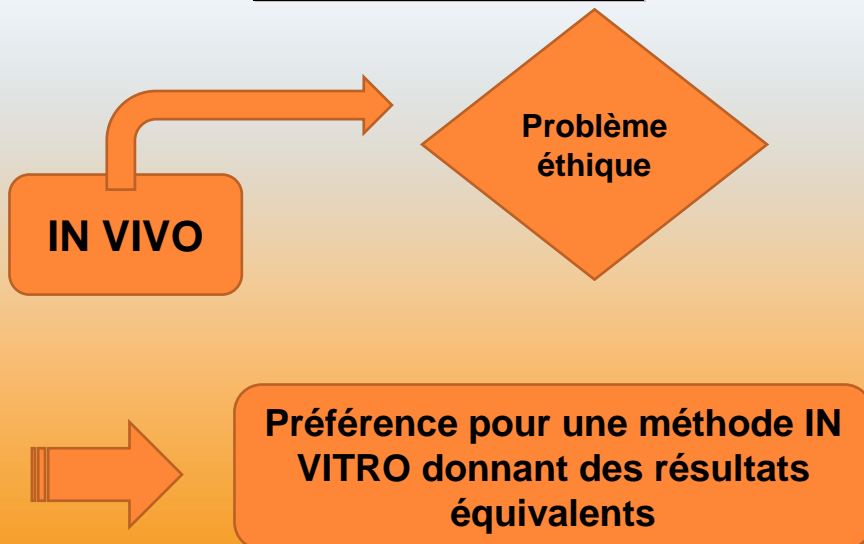 Problème
éthique
IN VIVO
Préférence pour une méthode IN
VITRO donnant des résultats
équivalents